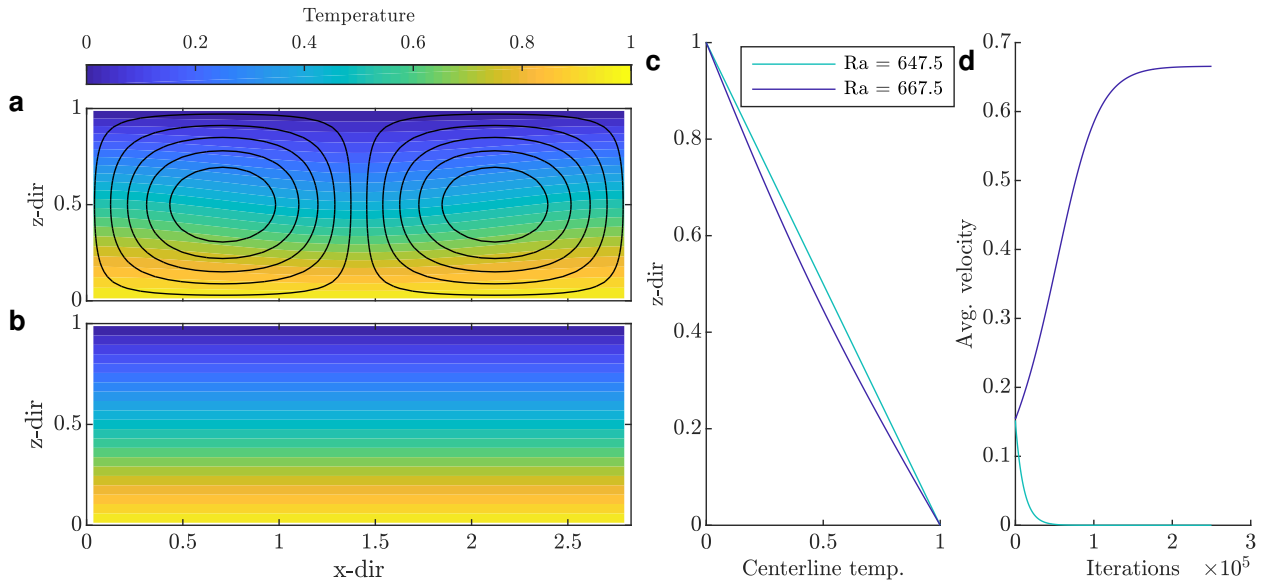 Temperature
0 0.2 0.4 0.6 0.8 1
a
1
0.5
0
z-dir
b
1
0.5
0
z-dir
0 0.5 1 1.5 2 2.5
x-dir
c
1
0.8
0.6
0.4
0.2
0
z-dir
Ra = 647.5
Ra = 667.5
0 0.5 1
Centerline temp.
d
0.7
0.6
0.5
0.4
0.3
0.2
0.1
0
Avg. velocity
0 1 2 3
Iterations ×10⁵